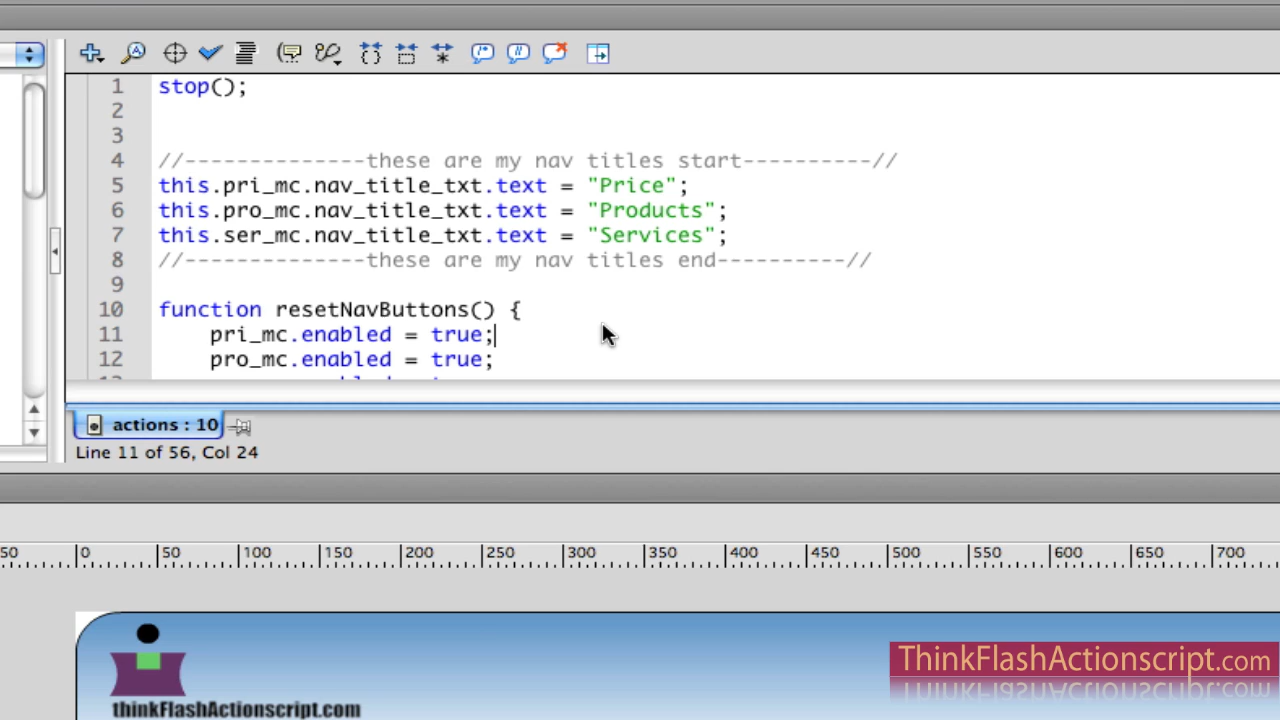 1 stop();
2
3
4 //--------------these are my nav titles start----------//
5 this.pri_mc.nav_title_txt.text = "Price";
6 this.pro_mc.nav_title_txt.text = "Products";
7 this.ser_mc.nav_title_txt.text = "Services";
8 //--------------these are my nav titles end----------//
9
10 function resetNavButtons() {
11 pri_mc.enabled = true;
12 pro_mc.enabled = true;
actions : 10
Line 11 of 56, Col 24
50 0 50 100 150 200 250 300 350 400 450 500 550 600 650 700
ThinkFlashActionscript.com
thinkFlashActionscript.com